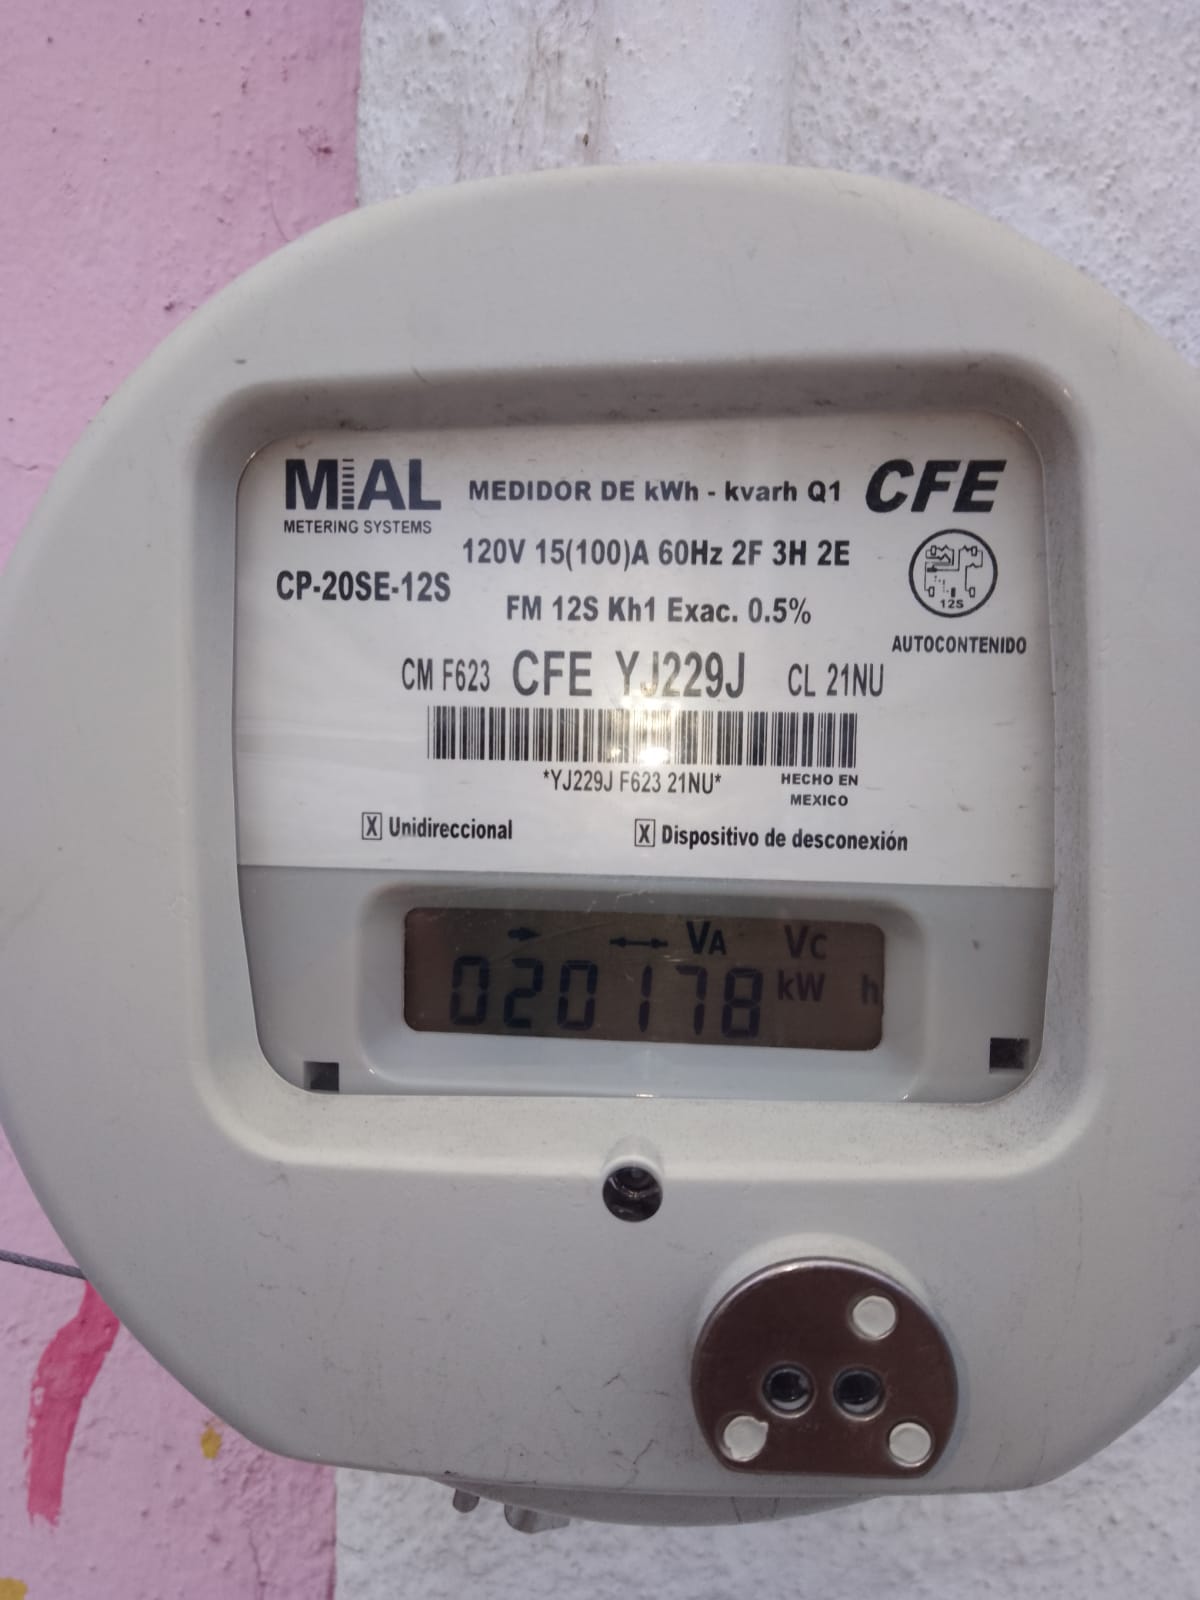 MIAL
METERING SYSTEMS
MEDIDOR DE kWh - kvarh Q1
CFE
120V 15(100)A 60Hz 2F 3H 2E
CP-20SE-12S
FM 12S Kh1 Exac. 0.5%
12S
AUTOCONTENIDO
CM F623 CFE YJ229J CL 21NU
*YJ229J F623 21NU*
HECHO EN
MEXICO
X Unidireccional
X Dispositivo de desconexión
VA VC
020178 kW h